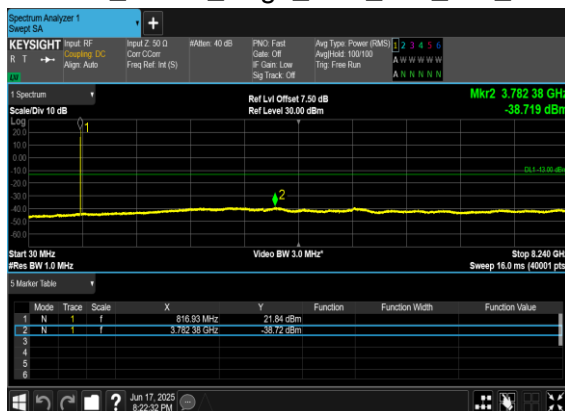 Spectrum Analyzer 1
Swept SA
KEYSIGHT Input: RF Input Z: 50 Ω #Atten: 40 dB PNO: Fast Avg Type: Power (RMS) 1 2 3 4 5 6
R T Coupling: DC Corr CCorr Gate: Off Avg|Hold: 100/100 A W W W W W
Align: Auto Freq Ref: Int (S) IF Gain: Low Trig: Free Run
Sig Track: Off A N N N N N
1 Spectrum Ref Lvl Offset 7.50 dB Mkr2 3.782 38 GHz
Scale/Div 10 dB Ref Level 30.00 dBm -38.719 dBm
Log
20.0
10.0
0.00
-10.0
-20.0
-30.0
-40.0
-50.0
-60.0
1
DL1 -13.00 dBm
2
Start 30 MHz Video BW 3.0 MHz* Stop 8.240 GHz
#Res BW 1.0 MHz Sweep 16.0 ms (40001 pts)
5 Marker Table
Mode Trace Scale X Y Function Function Width Function Value
1 N 1 f 816.93 MHz 21.84 dBm
2 N 1 f 3.782 38 GHz -38.72 dBm
3
4
5
6
? Jun 17, 2025
8:22:32 PM